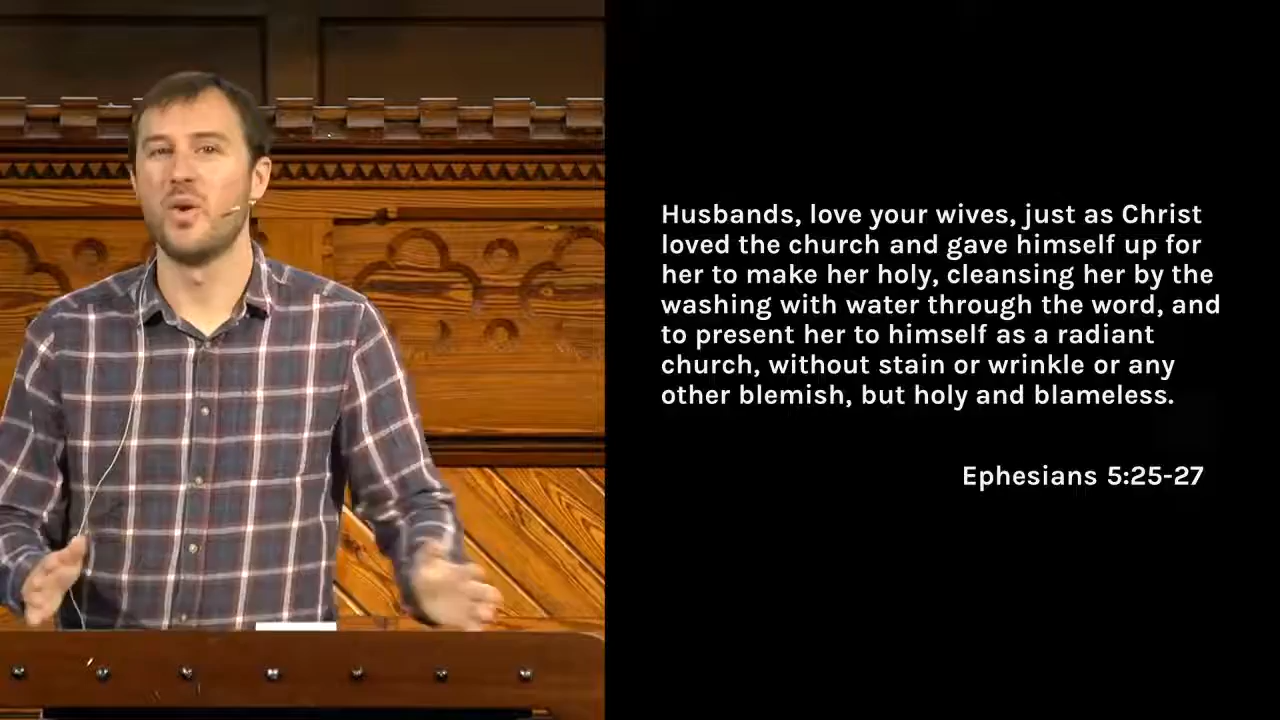 Husbands, love your wives, just as Christ
loved the church and gave himself up for
her to make her holy, cleansing her by the
washing with water through the word, and
to present her to himself as a radiant
church, without stain or wrinkle or any
other blemish, but holy and blameless.
Ephesians 5:25-27